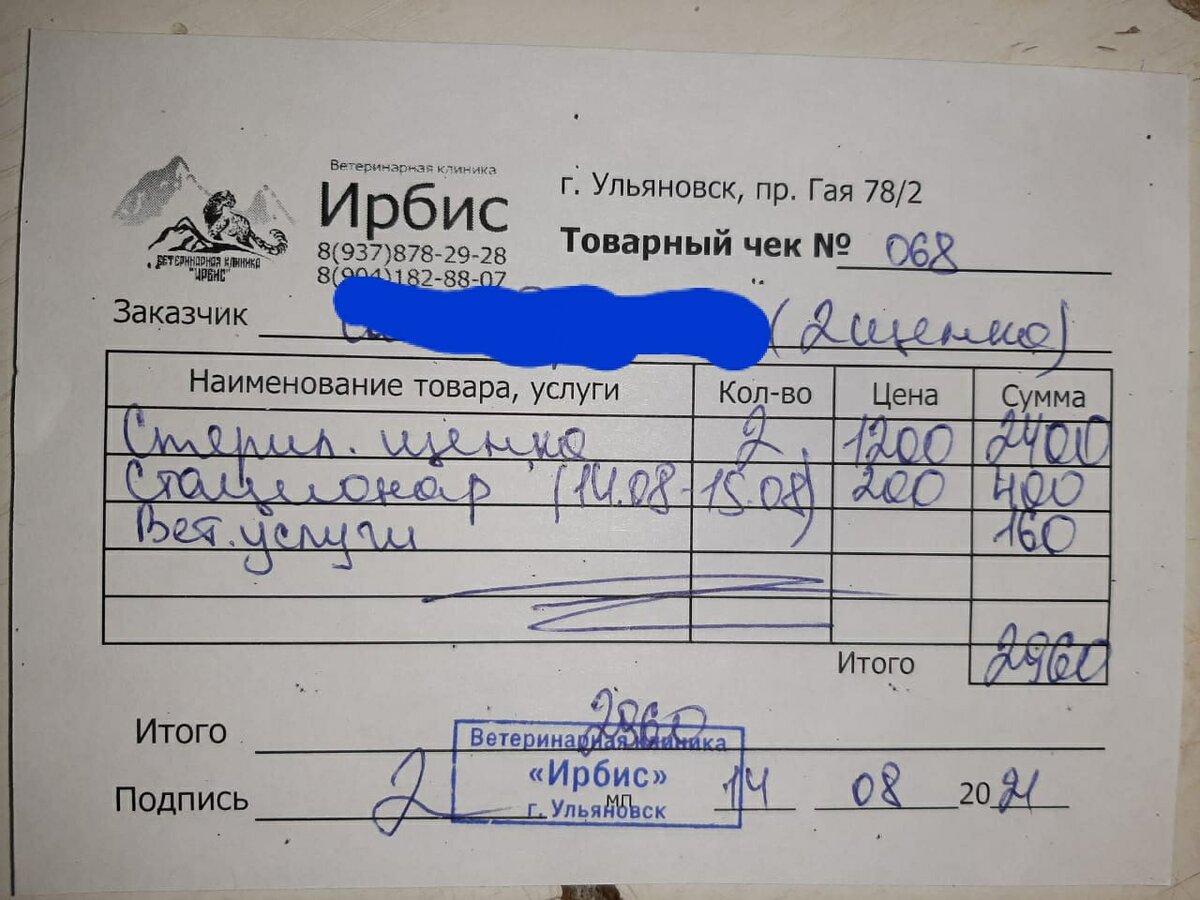 Ветеринарная клиника
Ирбис
8(937)878-29-28
8(904)182-88-07
ВЕТЕРИНАРНАЯ КЛИНИКА
"ИРБИС"
г. Ульяновск, пр. Гая 78/2
Товарный чек № 068
Заказчик (2 щенка)
Наименование товара, услуги Кол-во Цена Сумма
Стерил. щенка 2 1200 2400
Стационар (14.08-15.08) 200 400
Вет. услуги 160
Итого 2960
Итого 2960
Ветеринарная клиника
«Ирбис»
г. Ульяновск
Подпись МП 14 08 2021